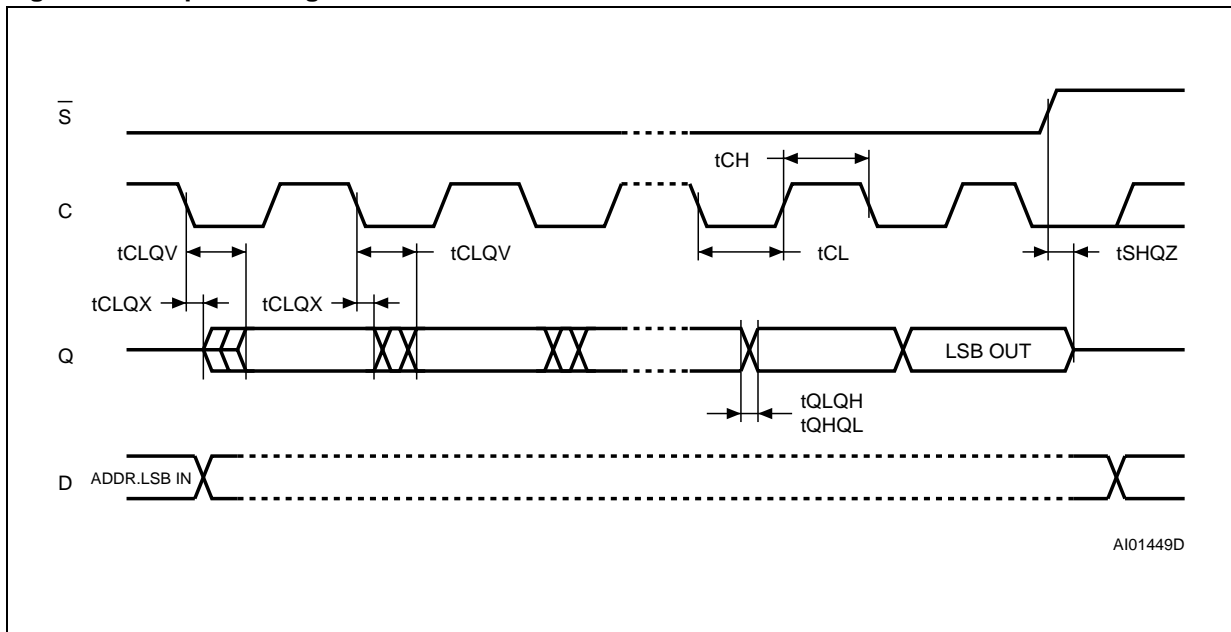 S
tCH
C
tCLQV
tCLQV
tCL
tSHQZ
tCLQX
tCLQX
Q
LSB OUT
tQLQH
tQHQL
D
ADDR.LSB IN
AI01449D